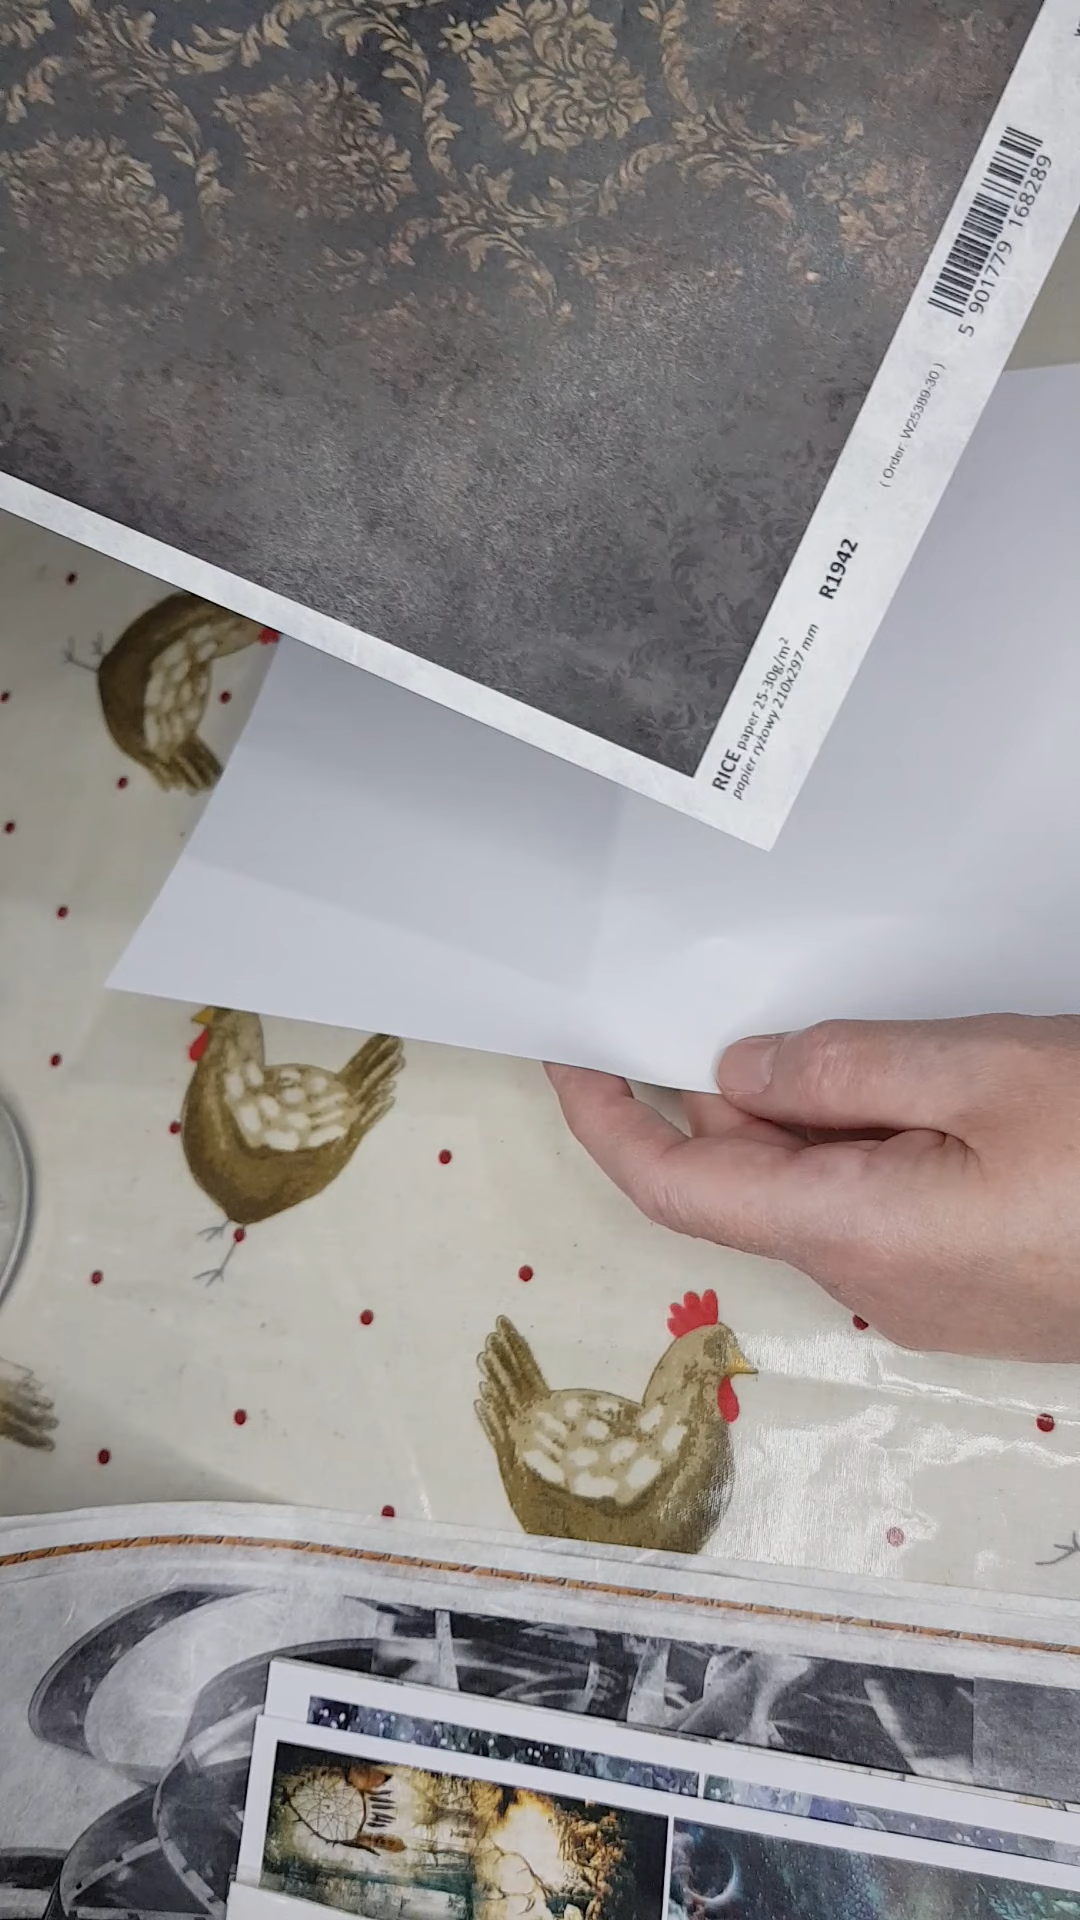 RICE paper 25-30g/m²
papier ryżowy 210x297 mm
R1942
( Order: W25389-30 )
5 901779 168289